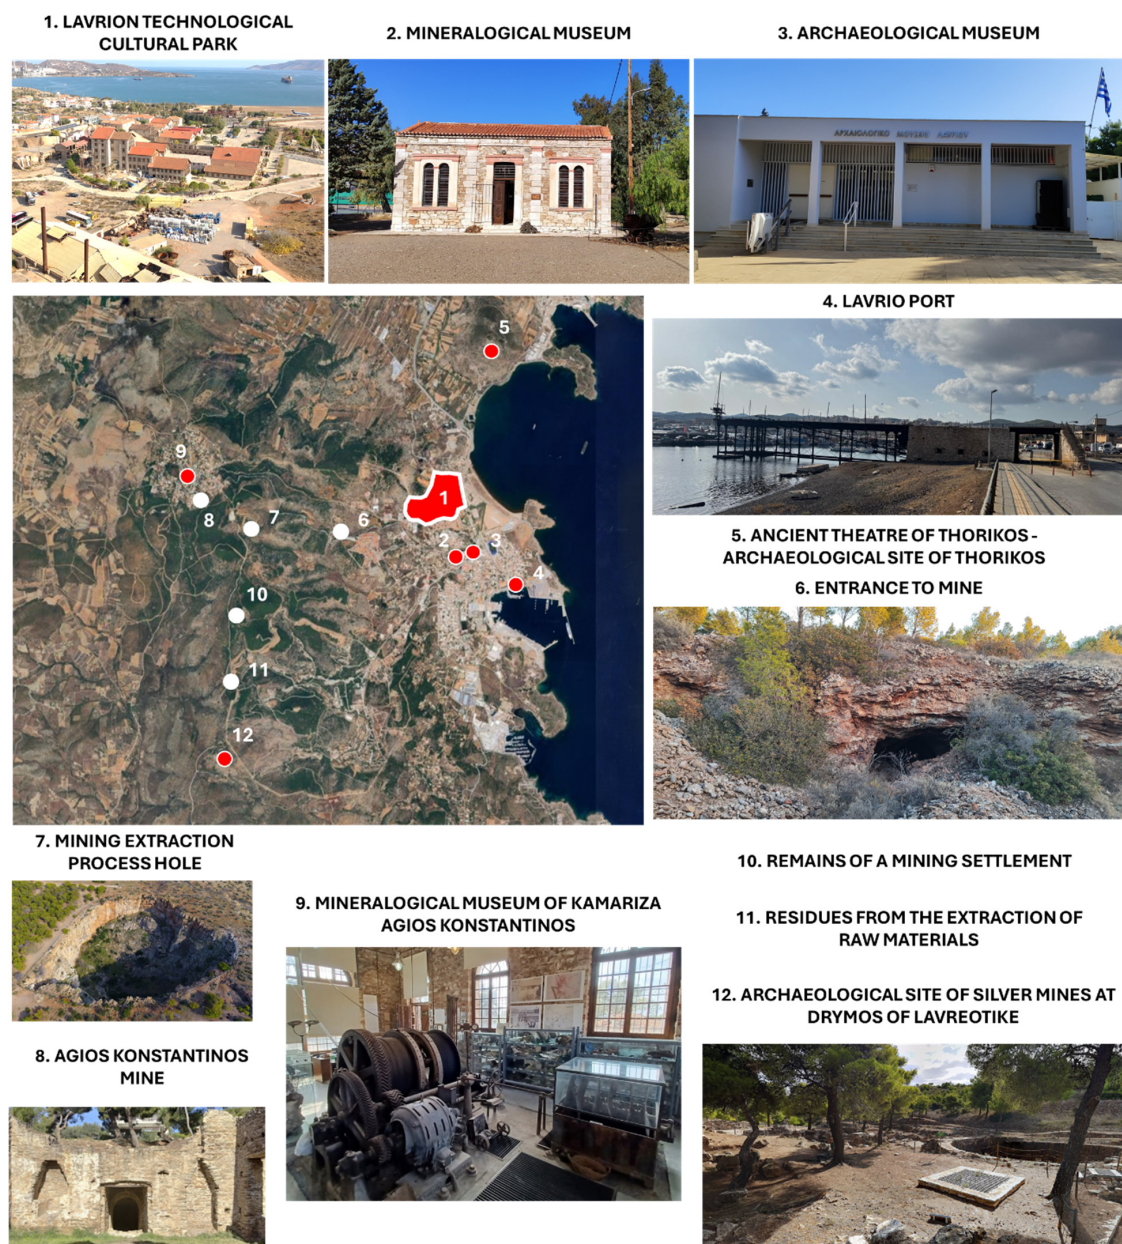 1. LAVRION TECHNOLOGICAL
CULTURAL PARK
2. MINERALOGICAL MUSEUM
3. ARCHAEOLOGICAL MUSEUM
ΑΡΧΑΙΟΛΟΓΙΚΟ ΜΟΥΣΕΙΟ ΛΑΥΡΙΟΥ
4. LAVRIO PORT
5
9
8
7
6
1
2
3
4
10
11
12
5. ANCIENT THEATRE OF THORIKOS -
ARCHAEOLOGICAL SITE OF THORIKOS
6. ENTRANCE TO MINE
7. MINING EXTRACTION
PROCESS HOLE
8. AGIOS KONSTANTINOS
MINE
9. MINERALOGICAL MUSEUM OF KAMARIZA
AGIOS KONSTANTINOS
10. REMAINS OF A MINING SETTLEMENT
11. RESIDUES FROM THE EXTRACTION OF
RAW MATERIALS
12. ARCHAEOLOGICAL SITE OF SILVER MINES AT
DRYMOS OF LAVREOTIKE